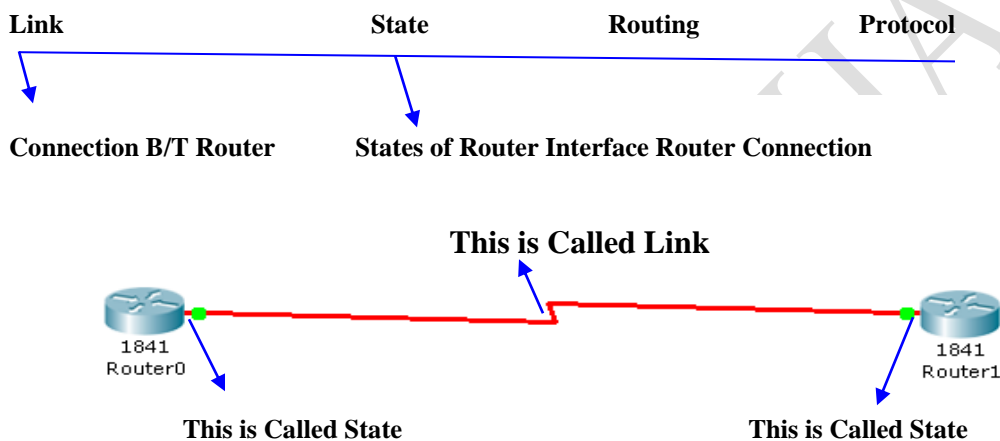 Link State Routing Protocol
Connection B/T Router States of Router Interface Router Connection
This is Called Link
1841
Router0
1841
Router1
This is Called State This is Called State